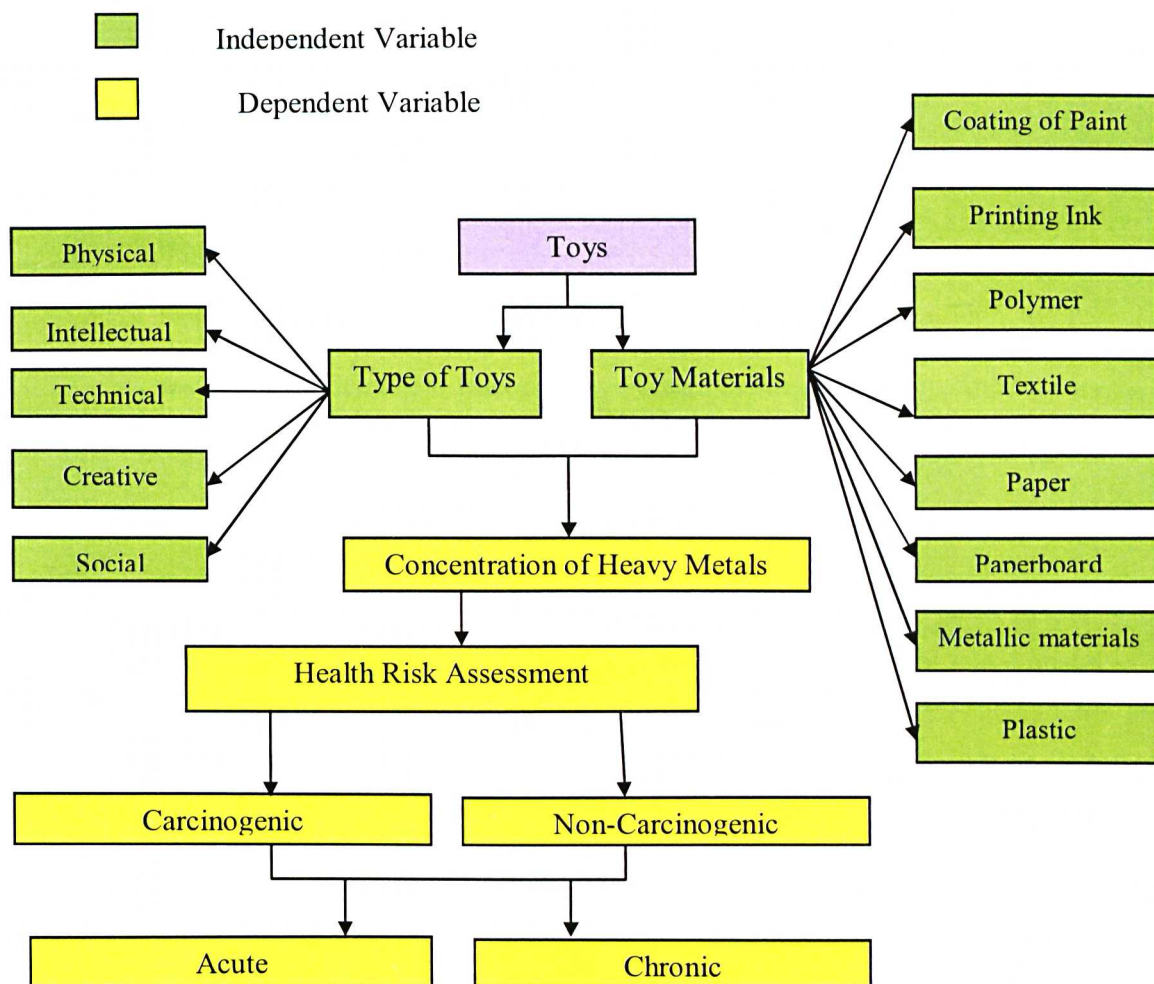 Independent Variable
Dependent Variable
Coating of Paint
Printing Ink
Toys
Physical
Polymer
Intellectual
Type of Toys
Toy Materials
Textile
Technical
Creative
Paper
Social
Concentration of Heavy Metals
Paperboard
Metallic materials
Health Risk Assessment
Plastic
Carcinogenic
Non-Carcinogenic
Acute
Chronic